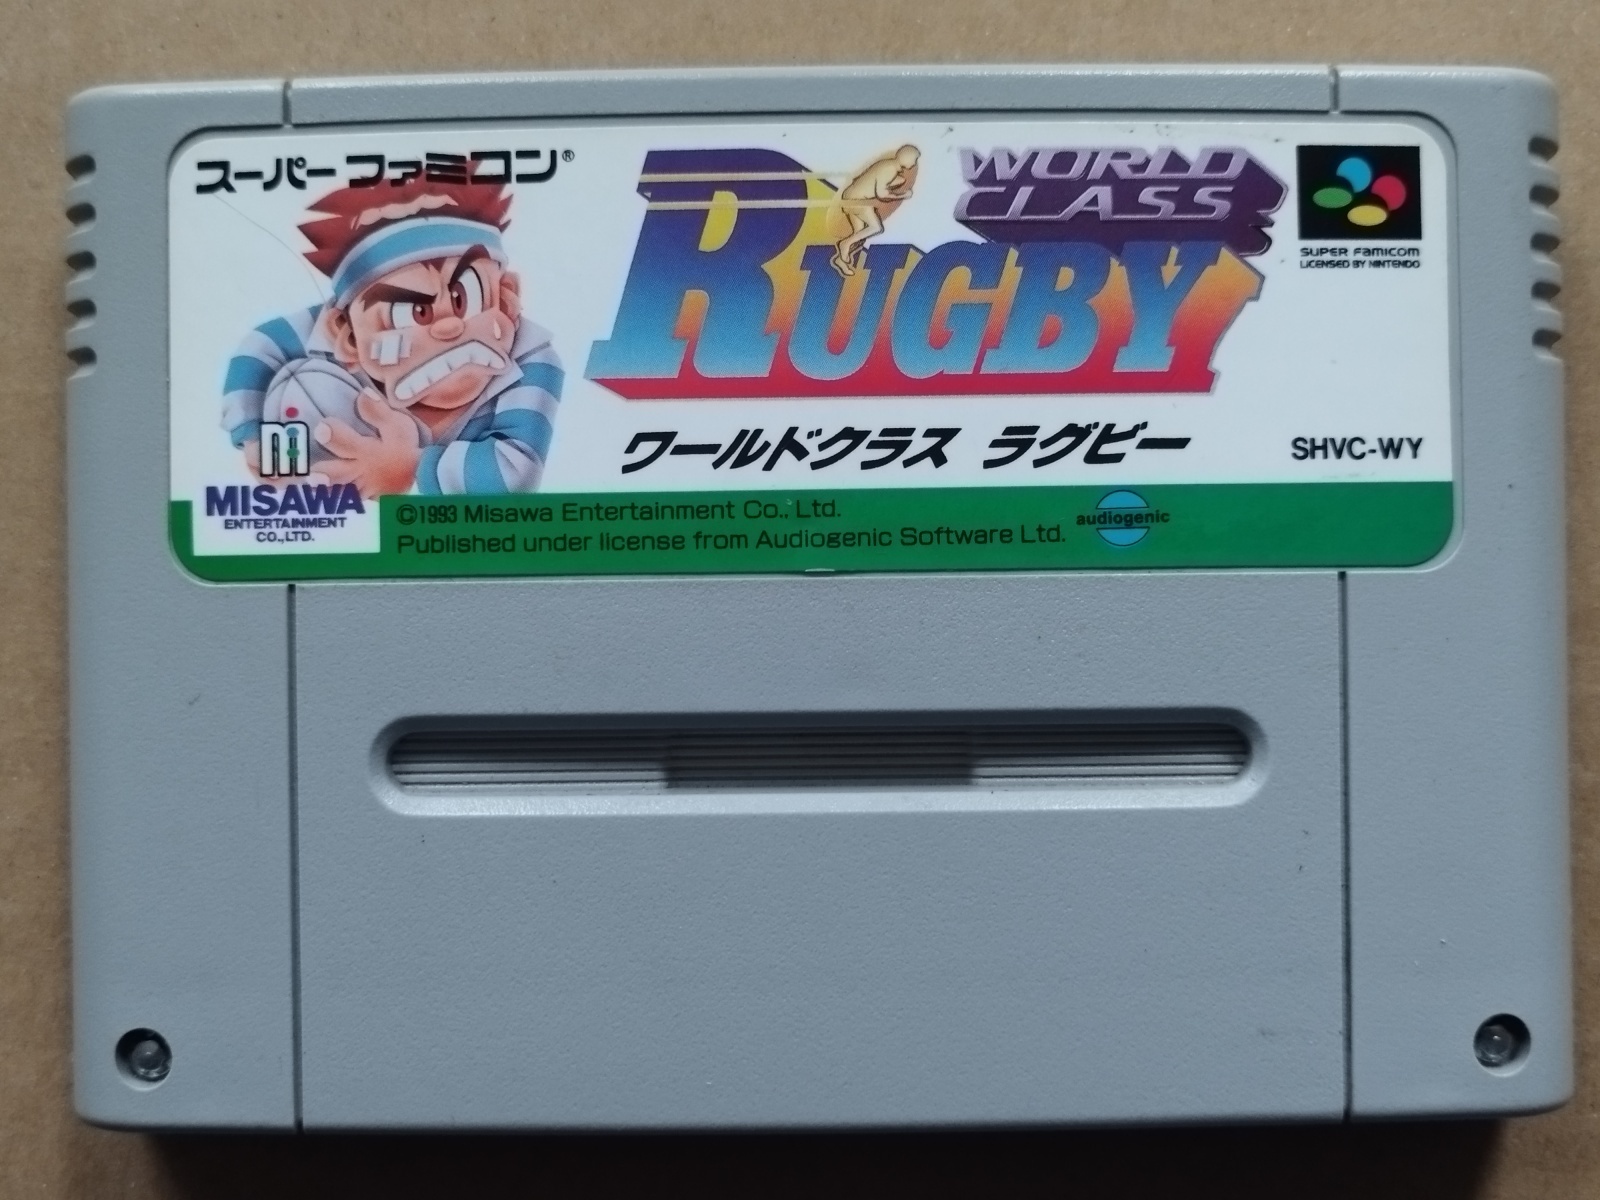 スーパーファミコン®
WORLD
CLASS
RUGBY
SUPER FAMICOM
LICENSED BY NINTENDO
ワールドクラス ラグビー
SHVC-WY
m
MISAWA
ENTERTAINMENT
CO.,LTD.
©1993 Misawa Entertainment Co., Ltd.
Published under license from Audiogenic Software Ltd.
audiogenic